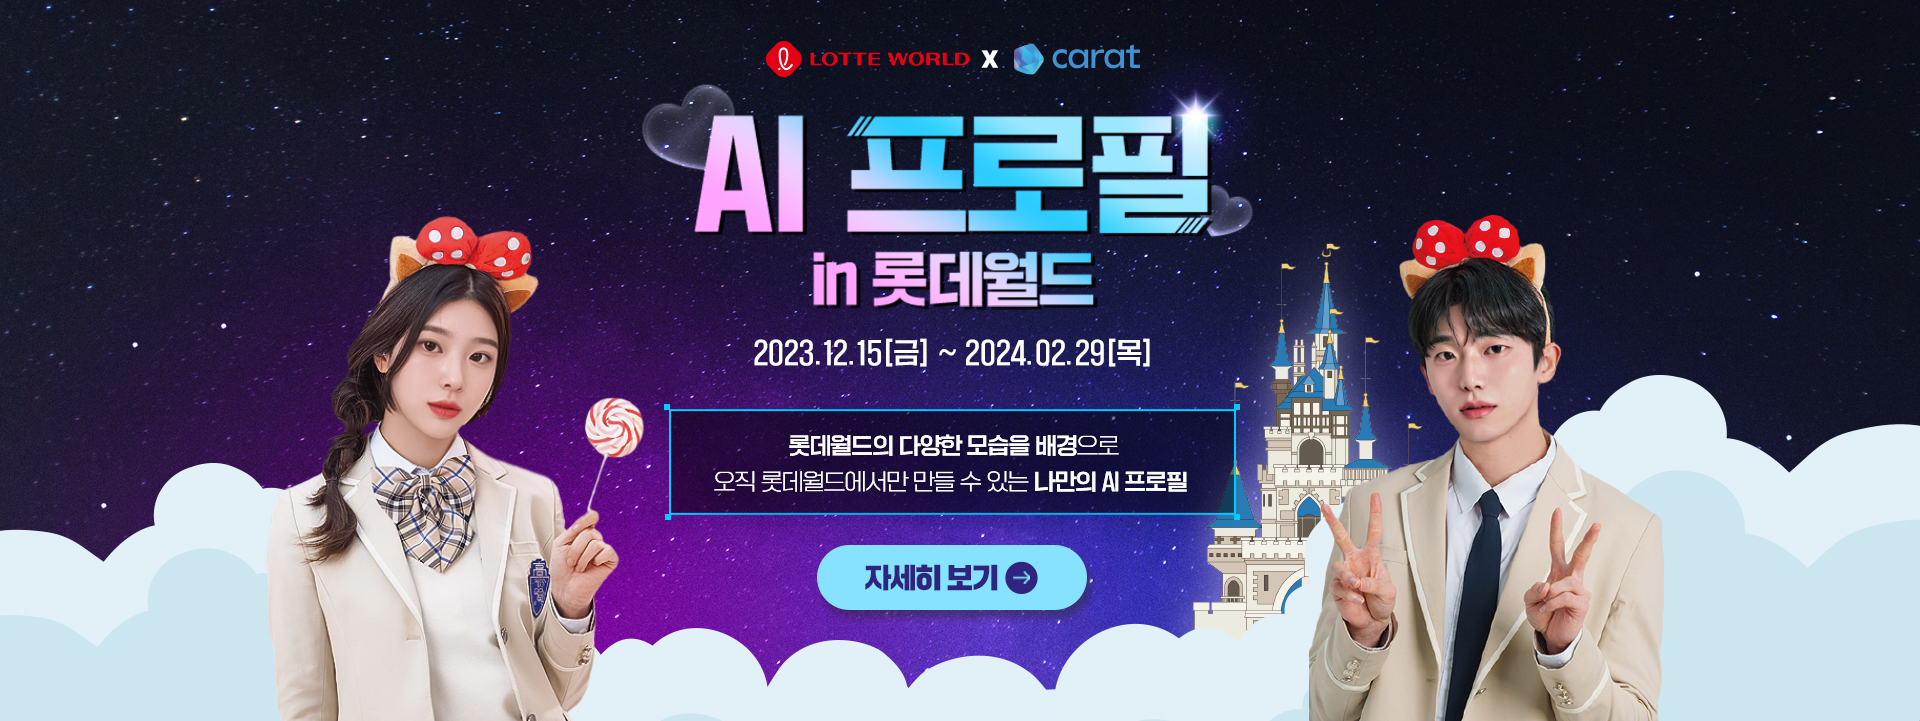 LOTTE WORLD X carat
AI 프로필
in 롯데월드
2023.12.15[금] ~ 2024.02.29[목]
롯데월드의 다양한 모습을 배경으로
오직 롯데월드에서만 만들 수 있는 나만의 AI 프로필
자세히 보기
高